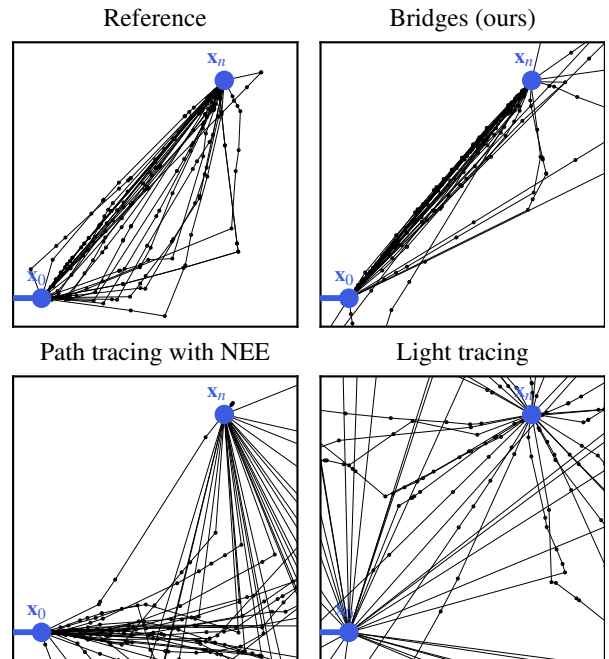 Reference
Bridges (ours)
xₙ
xₙ
x₀
x₀
Path tracing with NEE
Light tracing
xₙ
xₙ
x₀